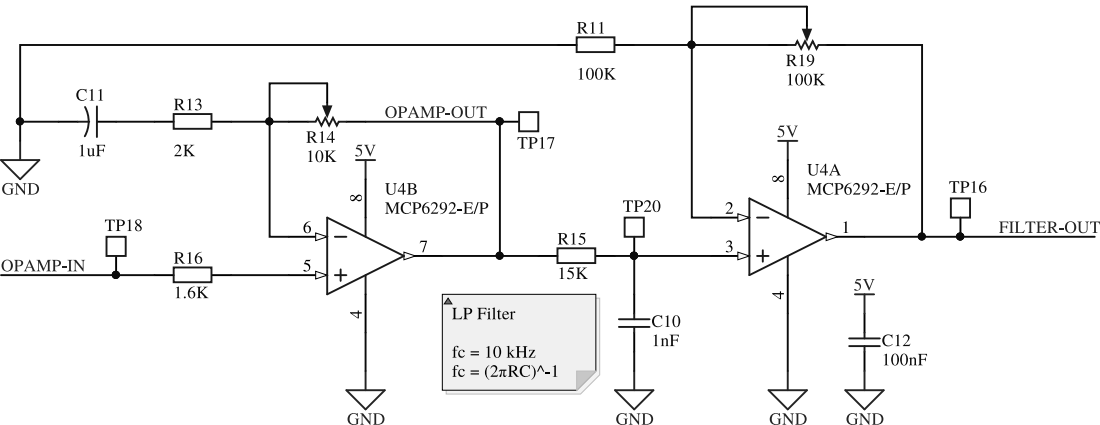 R11
100K
R19
100K
C11
1uF
R13
2K
R14
10K
OPAMP-OUT
TP17
GND
5V
8
U4B
MCP6292-E/P
5V
8
U4A
MCP6292-E/P
TP18
OPAMP-IN
R16
1.6K
6
5
7
4
R15
15K
TP20
2
3
1
4
TP16
FILTER-OUT
LP Filter
fc = 10 kHz
fc = (2πRC)^-1
C10
1nF
5V
C12
100nF
GND
GND
GND
GND